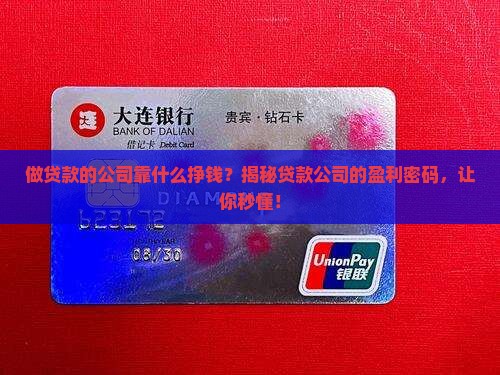 大连银行
BANK OF DALIAN
贵宾·钻石卡
借记卡 Debit Card
做贷款的公司靠什么挣钱？揭秘贷款公司的盈利密码，让
你秒懂！
DIAM
623172
08/30
UnionPay
银联